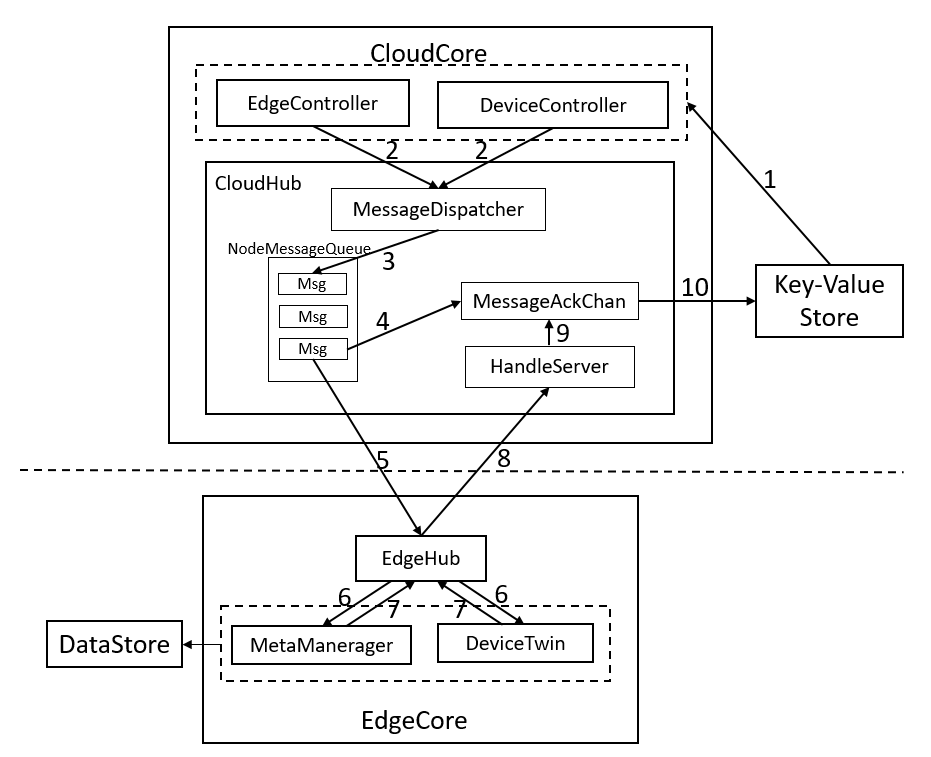 CloudCore
EdgeController
DeviceController
2
2
1
CloudHub
MessageDispatcher
NodeMessageQueue
3
Msg
Msg
Msg
4
MessageAckChan
10
Key-Value
Store
9
HandleServer
5
8
EdgeHub
6
7
7
6
MetaManerager
DeviceTwin
DataStore
EdgeCore